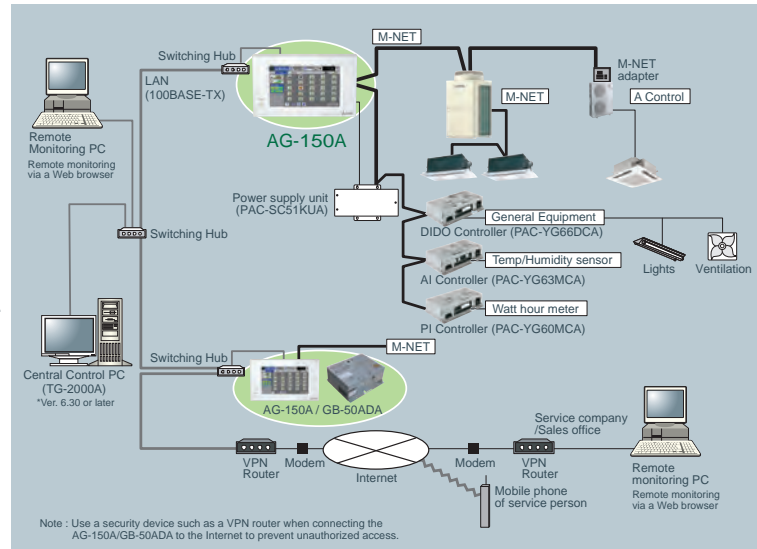 Switching Hub
M-NET
LAN
(100BASE-TX)
AG-150A
M-NET
M-NET
adapter
A Control
Remote
Monitoring PC
Remote monitoring
via a Web browser
Power supply unit
(PAC-SC51KUA)
General Equipment
DIDO Controller (PAC-YG66DCA)
Lights
Ventilation
Switching Hub
Temp/Humidity sensor
AI Controller (PAC-YG63MCA)
Watt hour meter
PI Controller (PAC-YG60MCA)
Central Control PC
(TG-2000A)
*Ver. 6.30 or later
Switching Hub
M-NET
AG-150A / GB-50ADA
VPN
Router
Modem
Internet
Modem
VPN
Router
Service company
/Sales office
Remote
monitoring PC
Remote monitoring
via a Web browser
Mobile phone
of service person
Note : Use a security device such as a VPN router when connecting the
AG-150A/GB-50ADA to the Internet to prevent unauthorized access.